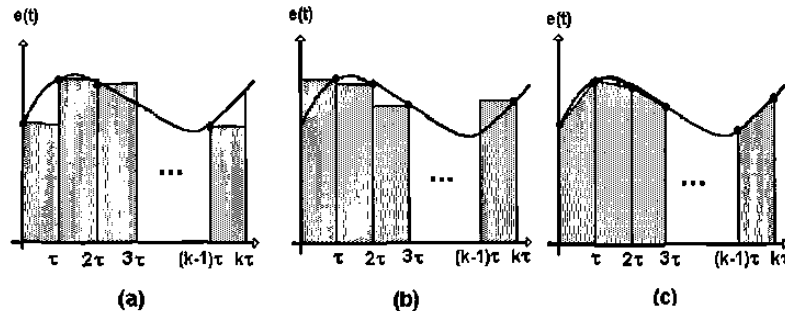 e(t) e(t) e(t)
... ... ...
τ 2τ 3τ (k-1)τ kτ τ 2τ 3τ (k-1)τ kτ τ 2τ 3τ (k-1)τ kτ
(a) (b) (c)